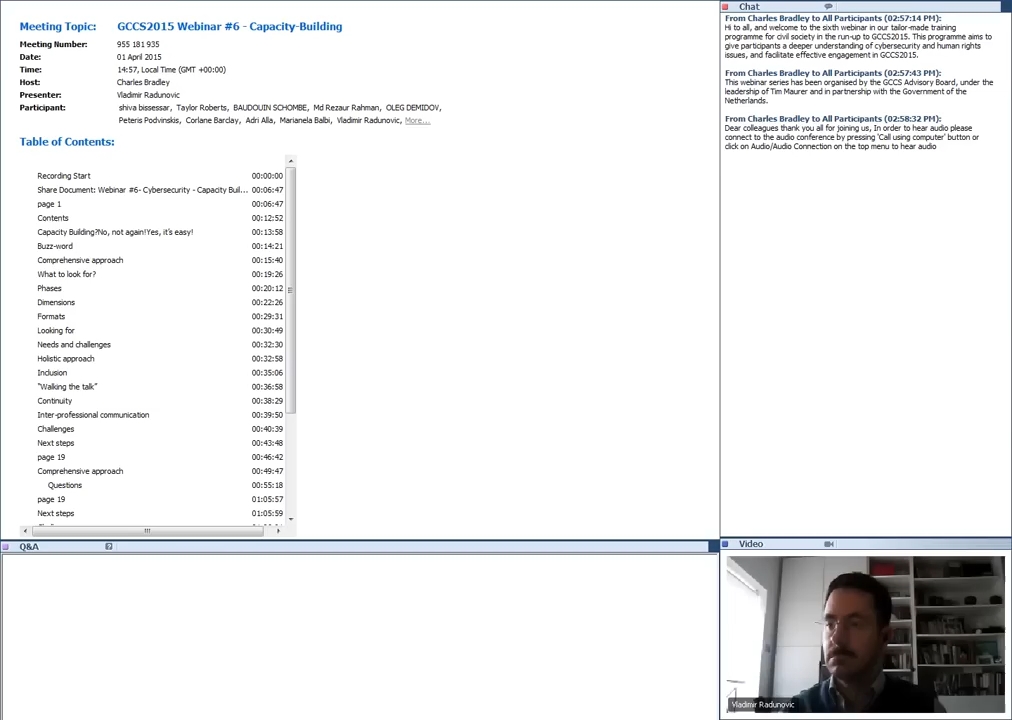 Meeting Topic: GCCS2015 Webinar #6 - Capacity-Building
Meeting Number: 955 181 935
Date: 01 April 2015
Time: 14:57, Local Time (GMT +00:00)
Host: Charles Bradley
Presenter: Vladimir Radunovic
Participant: shiva bissessar, Taylor Roberts, BAUDOUIN SCHOMBE, Md Rezaur Rahman, OLEG DEMIDOV,
Peteris Podvinskis, Corlane Barclay, Adri Alla, Marianela Balbi, Vladimir Radunovic, More...
Table of Contents:
Recording Start 00:00:00
Share Document: Webinar #6- Cybersecurity - Capacity Buil... 00:06:47
page 1 00:06:47
Contents 00:12:52
Capacity Building?No, not again!Yes, it's easy! 00:13:58
Buzz-word 00:14:21
Comprehensive approach 00:15:40
What to look for? 00:19:26
Phases 00:20:12
Dimensions 00:22:26
Formats 00:29:31
Looking for 00:30:49
Needs and challenges 00:32:30
Holistic approach 00:32:58
Inclusion 00:35:06
"Walking the talk" 00:36:58
Continuity 00:38:29
Inter-professional communication 00:39:50
Challenges 00:40:39
Next steps 00:43:48
page 19 00:46:42
Comprehensive approach 00:49:47
Questions 00:55:18
page 19 01:05:57
Next steps 01:05:59
Q&A
Chat
From Charles Bradley to All Participants (02:57:14 PM):
Hi to all, and welcome to the sixth webinar in our tailor-made training
programme for civil society in the run-up to GCCS2015. This programme aims to
give participants a deeper understanding of cybersecurity and human rights
issues, and facilitate effective engagement in GCCS2015.
From Charles Bradley to All Participants (02:57:43 PM):
This webinar series has been organised by the GCCS Advisory Board, under the
leadership of Tim Maurer and in partnership with the Government of the
Netherlands.
From Charles Bradley to All Participants (02:58:32 PM):
Dear colleagues thank you all for joining us, In order to hear audio please
connect to the audio conference by pressing 'Call using computer' button or
click on Audio/Audio Connection on the top menu to hear audio
Video
Vladimir Radunovic